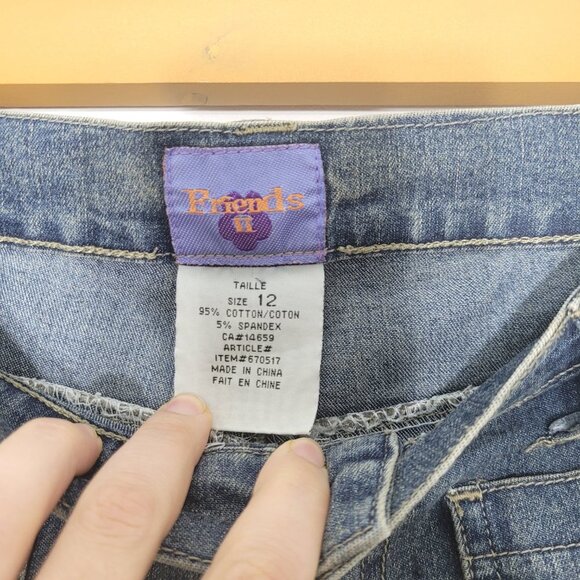 Friends
TAILLE
SIZE 12
95% COTTON/COTON
5% SPANDEX
CA#14659
ARTICLE#
ITEM#670517
MADE IN CHINA
FAIT EN CHINE